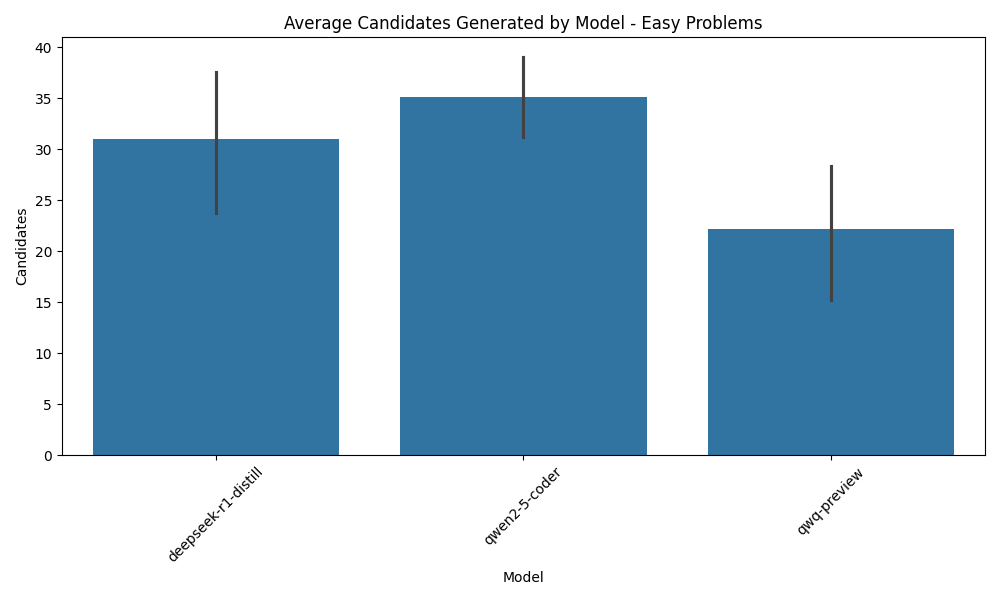 Average Candidates Generated by Model - Easy Problems
Candidates
40
35
30
25
20
15
10
5
0
deepseek-r1-distill
qwen2-5-coder
qwq-preview
Model